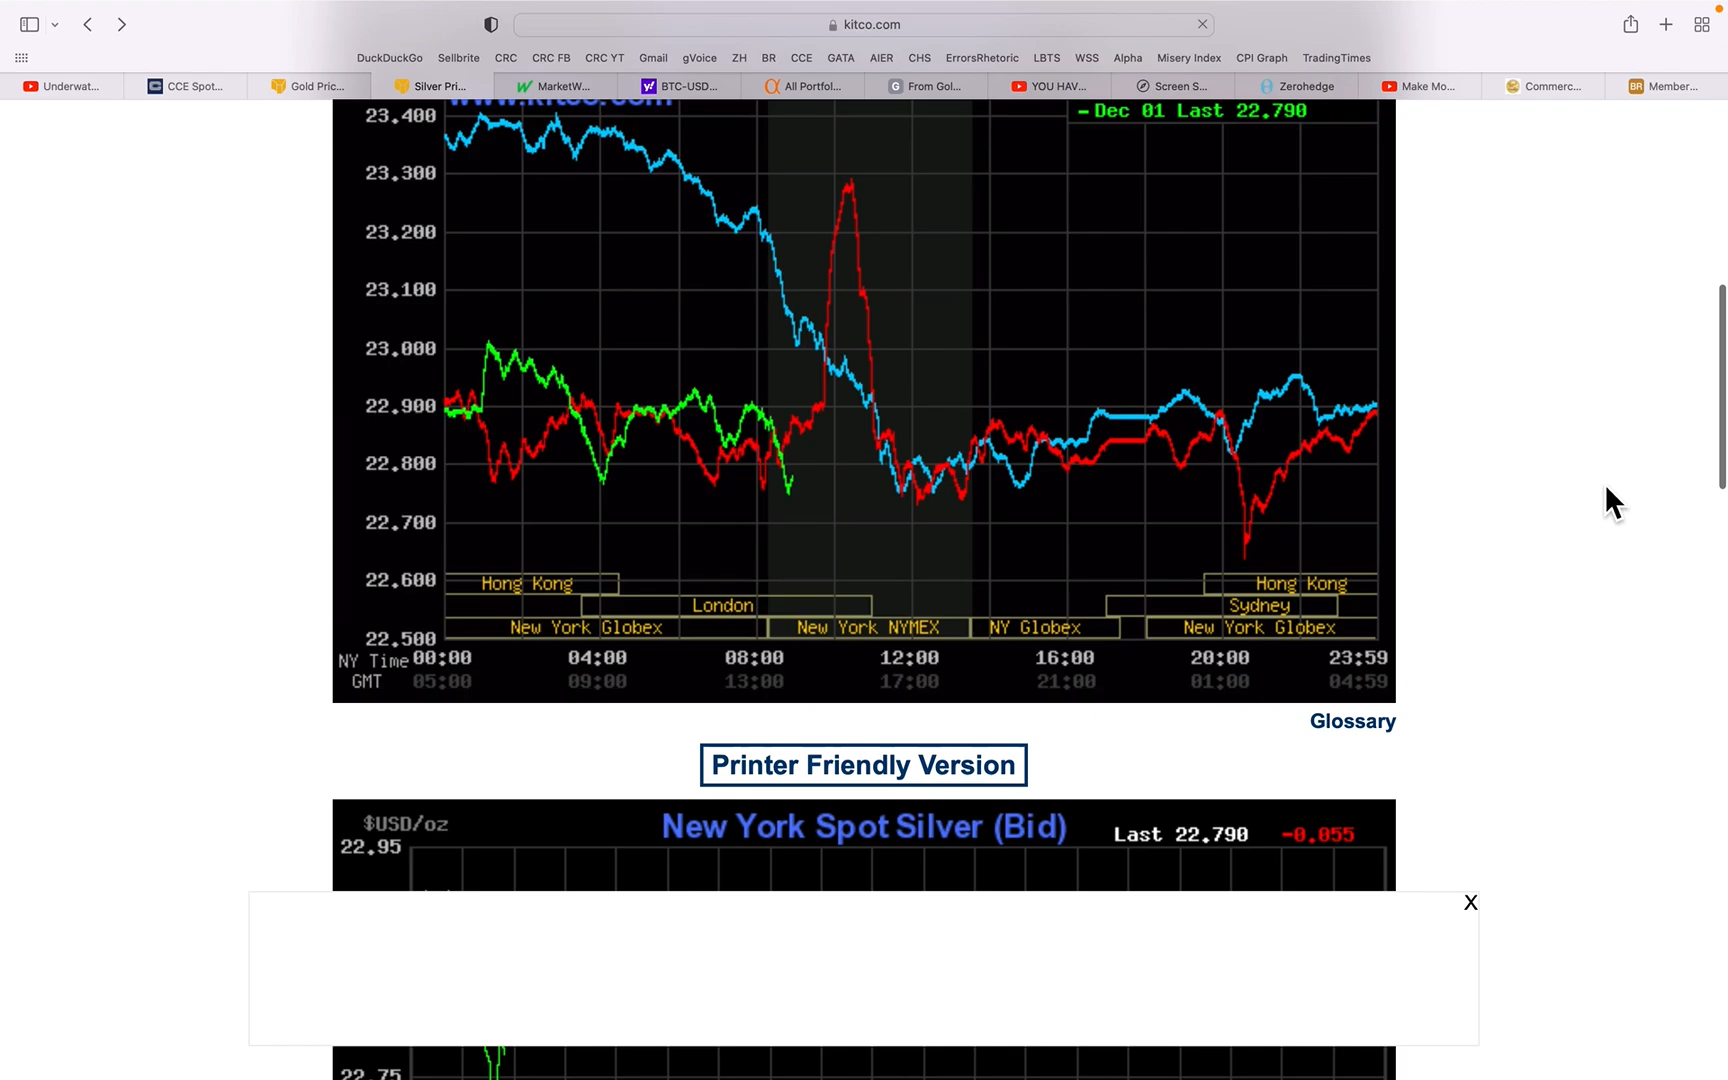 kitco.com
DuckDuckGo Sellbrite CRC CRC FB CRC YT Gmail gVoice ZH BR CCE GATA AIER CHS ErrorsRhetoric LBTS WSS Alpha Misery Index CPI Graph TradingTimes
Underwat... CCE Spot... Gold Pric... Silver Pri... MarketW... BTC-USD... All Portfol... From Gol... YOU HAV... Screen S... Zerohedge Make Mo... Commerc... Member...
www.kitco.com
Dec 01 Last 22.790
23.400
23.300
23.200
23.100
23.000
22.900
22.800
22.700
22.600
22.500
Hong Kong Hong Kong
London Sydney
New York Globex New York NYMEX NY Globex New York Globex
NY Time 00:00 04:00 08:00 12:00 16:00 20:00 23:59
GMT 05:00 09:00 13:00 17:00 21:00 01:00 04:59
Glossary
Printer Friendly Version
$USD/oz New York Spot Silver (Bid) Last 22.790 -0.055
22.95
X
22.75